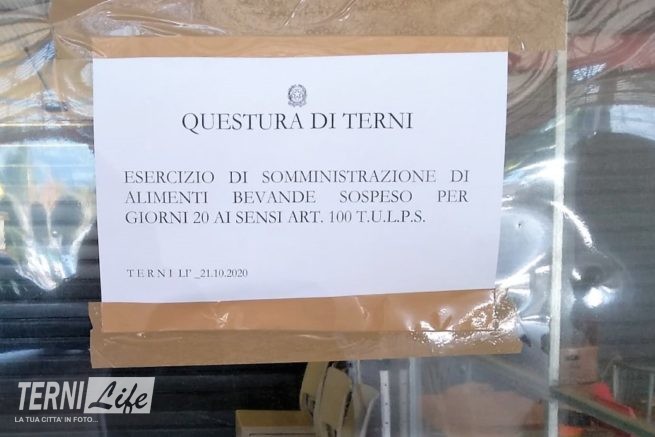 QUESTURA DI TERNI
ESERCIZIO DI SOMMINISTRAZIONE DI
ALIMENTI BEVANDE SOSPESO PER
GIORNI 20 AI SENSI ART. 100 T.U.L.P.S.
TERNI LI' _21.10.2020
TERNI Life
LA TUA CITTA' IN FOTO...